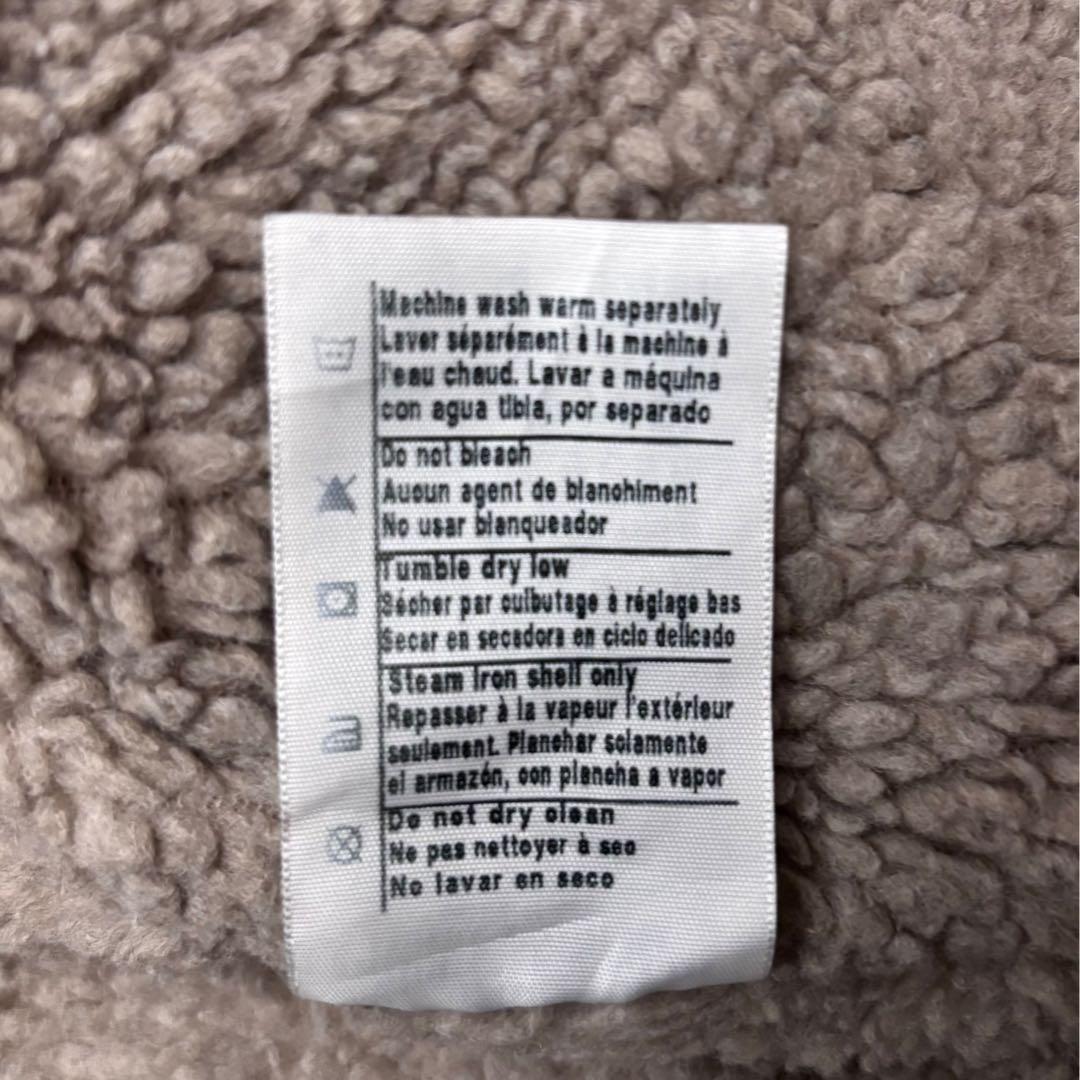 Machine wash warm separately
Laver séparément à la machine à
l'eau chaud. Lavar a máquina
con agua tibia, por separado
Do not bleach
Aucun agent de blanchiment
No usar blanqueador
Tumble dry low
Sécher par culbutage à réglage bas
Secar en secadora en ciclo delicado
Steam Iron shell only
Repasser à la vapeur l'extérieur
seulement. Planchar solamente
el armazón, con plancha a vapor
Do not dry clean
Ne pas nettoyer à sec
No lavar en seco